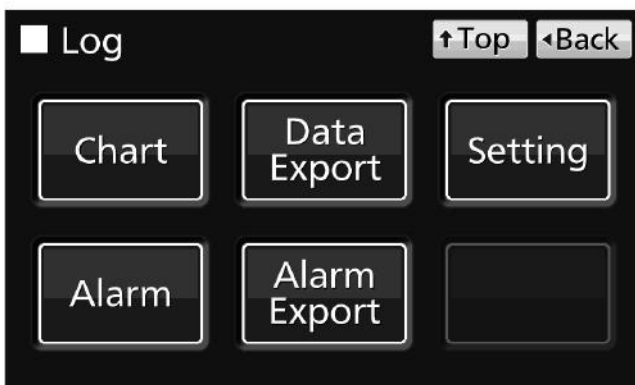 Log
↑Top
◂Back
Chart
Data
Export
Setting
Alarm
Alarm
Export